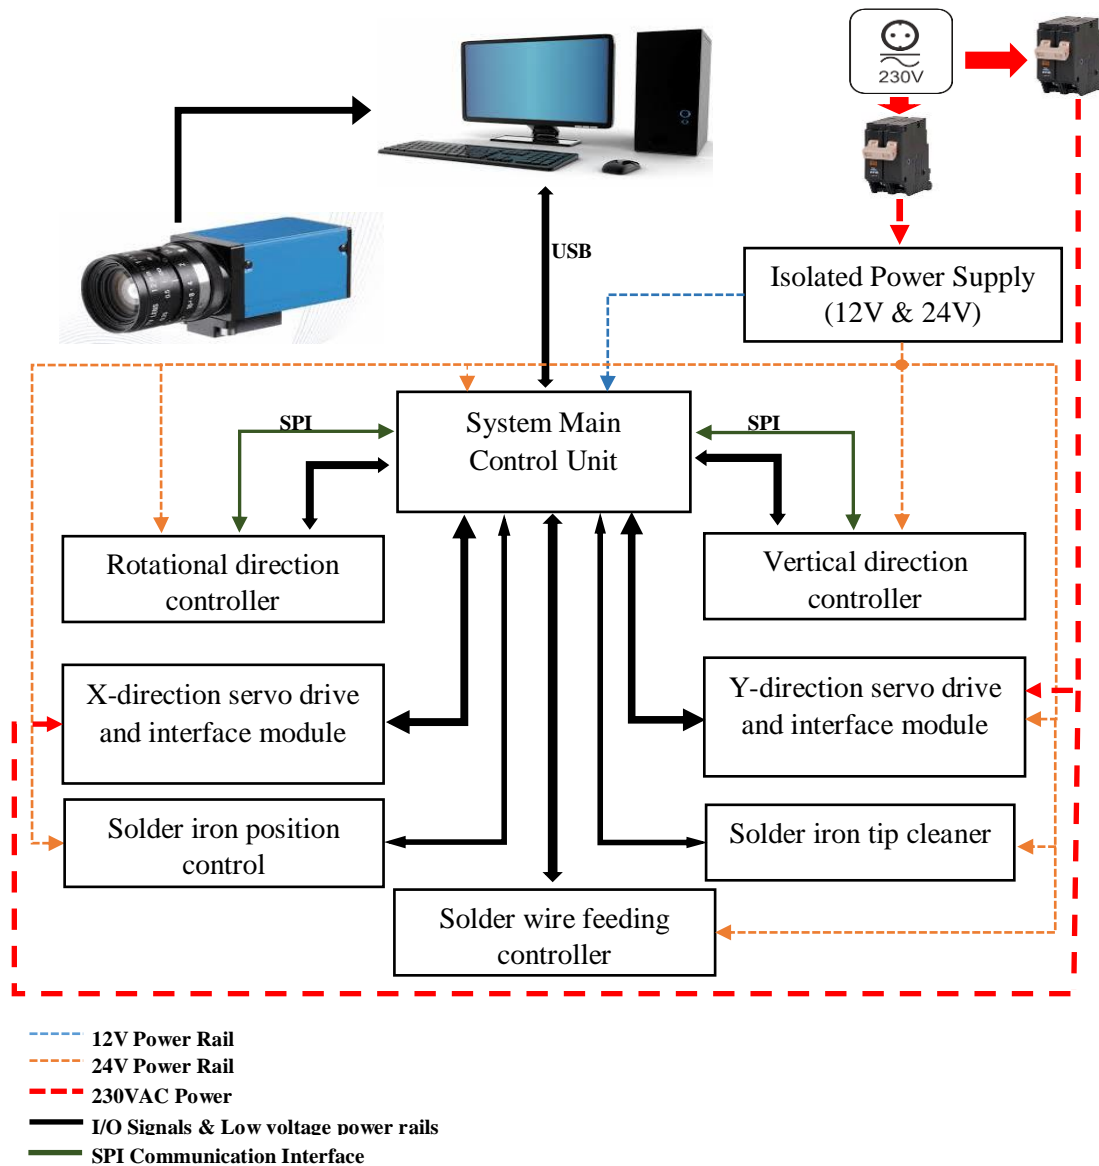 230V
USB
Isolated Power Supply
(12V & 24V)
SPI
System Main
Control Unit
SPI
Rotational direction
controller
Vertical direction
controller
X-direction servo drive
and interface module
Y-direction servo drive
and interface module
Solder iron position
control
Solder iron tip cleaner
Solder wire feeding
controller
12V Power Rail
24V Power Rail
230VAC Power
I/O Signals & Low voltage power rails
SPI Communication Interface